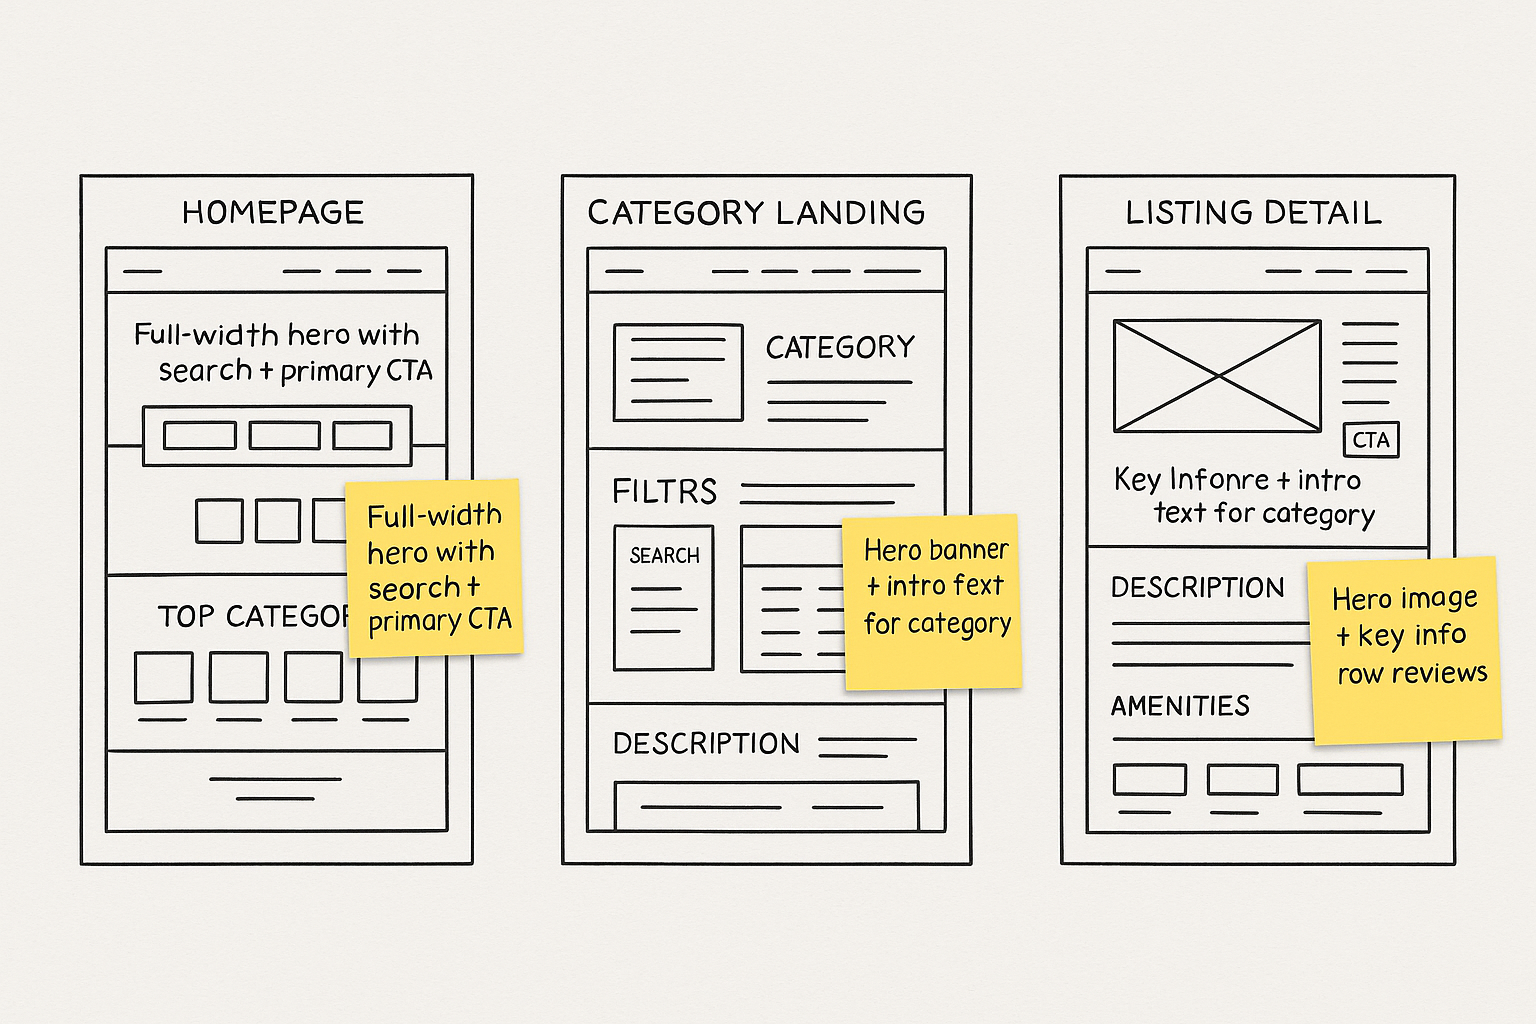 HOMEPAGE
Full-width hero with
search + primary CTA
TOP CATEGOR
Full-width
hero with
seorch +
primary CTA
CATEGORY LANDING
CATEGORY
FILTRS
SEARCH
Hero banner
+ intro fext
for category
DESCRIPTION
LISTING DETAIL
CTA
Key Infonre + intro
text for category
DESCRIPTION
AMENITIES
Hero image
+ key info
row reviews